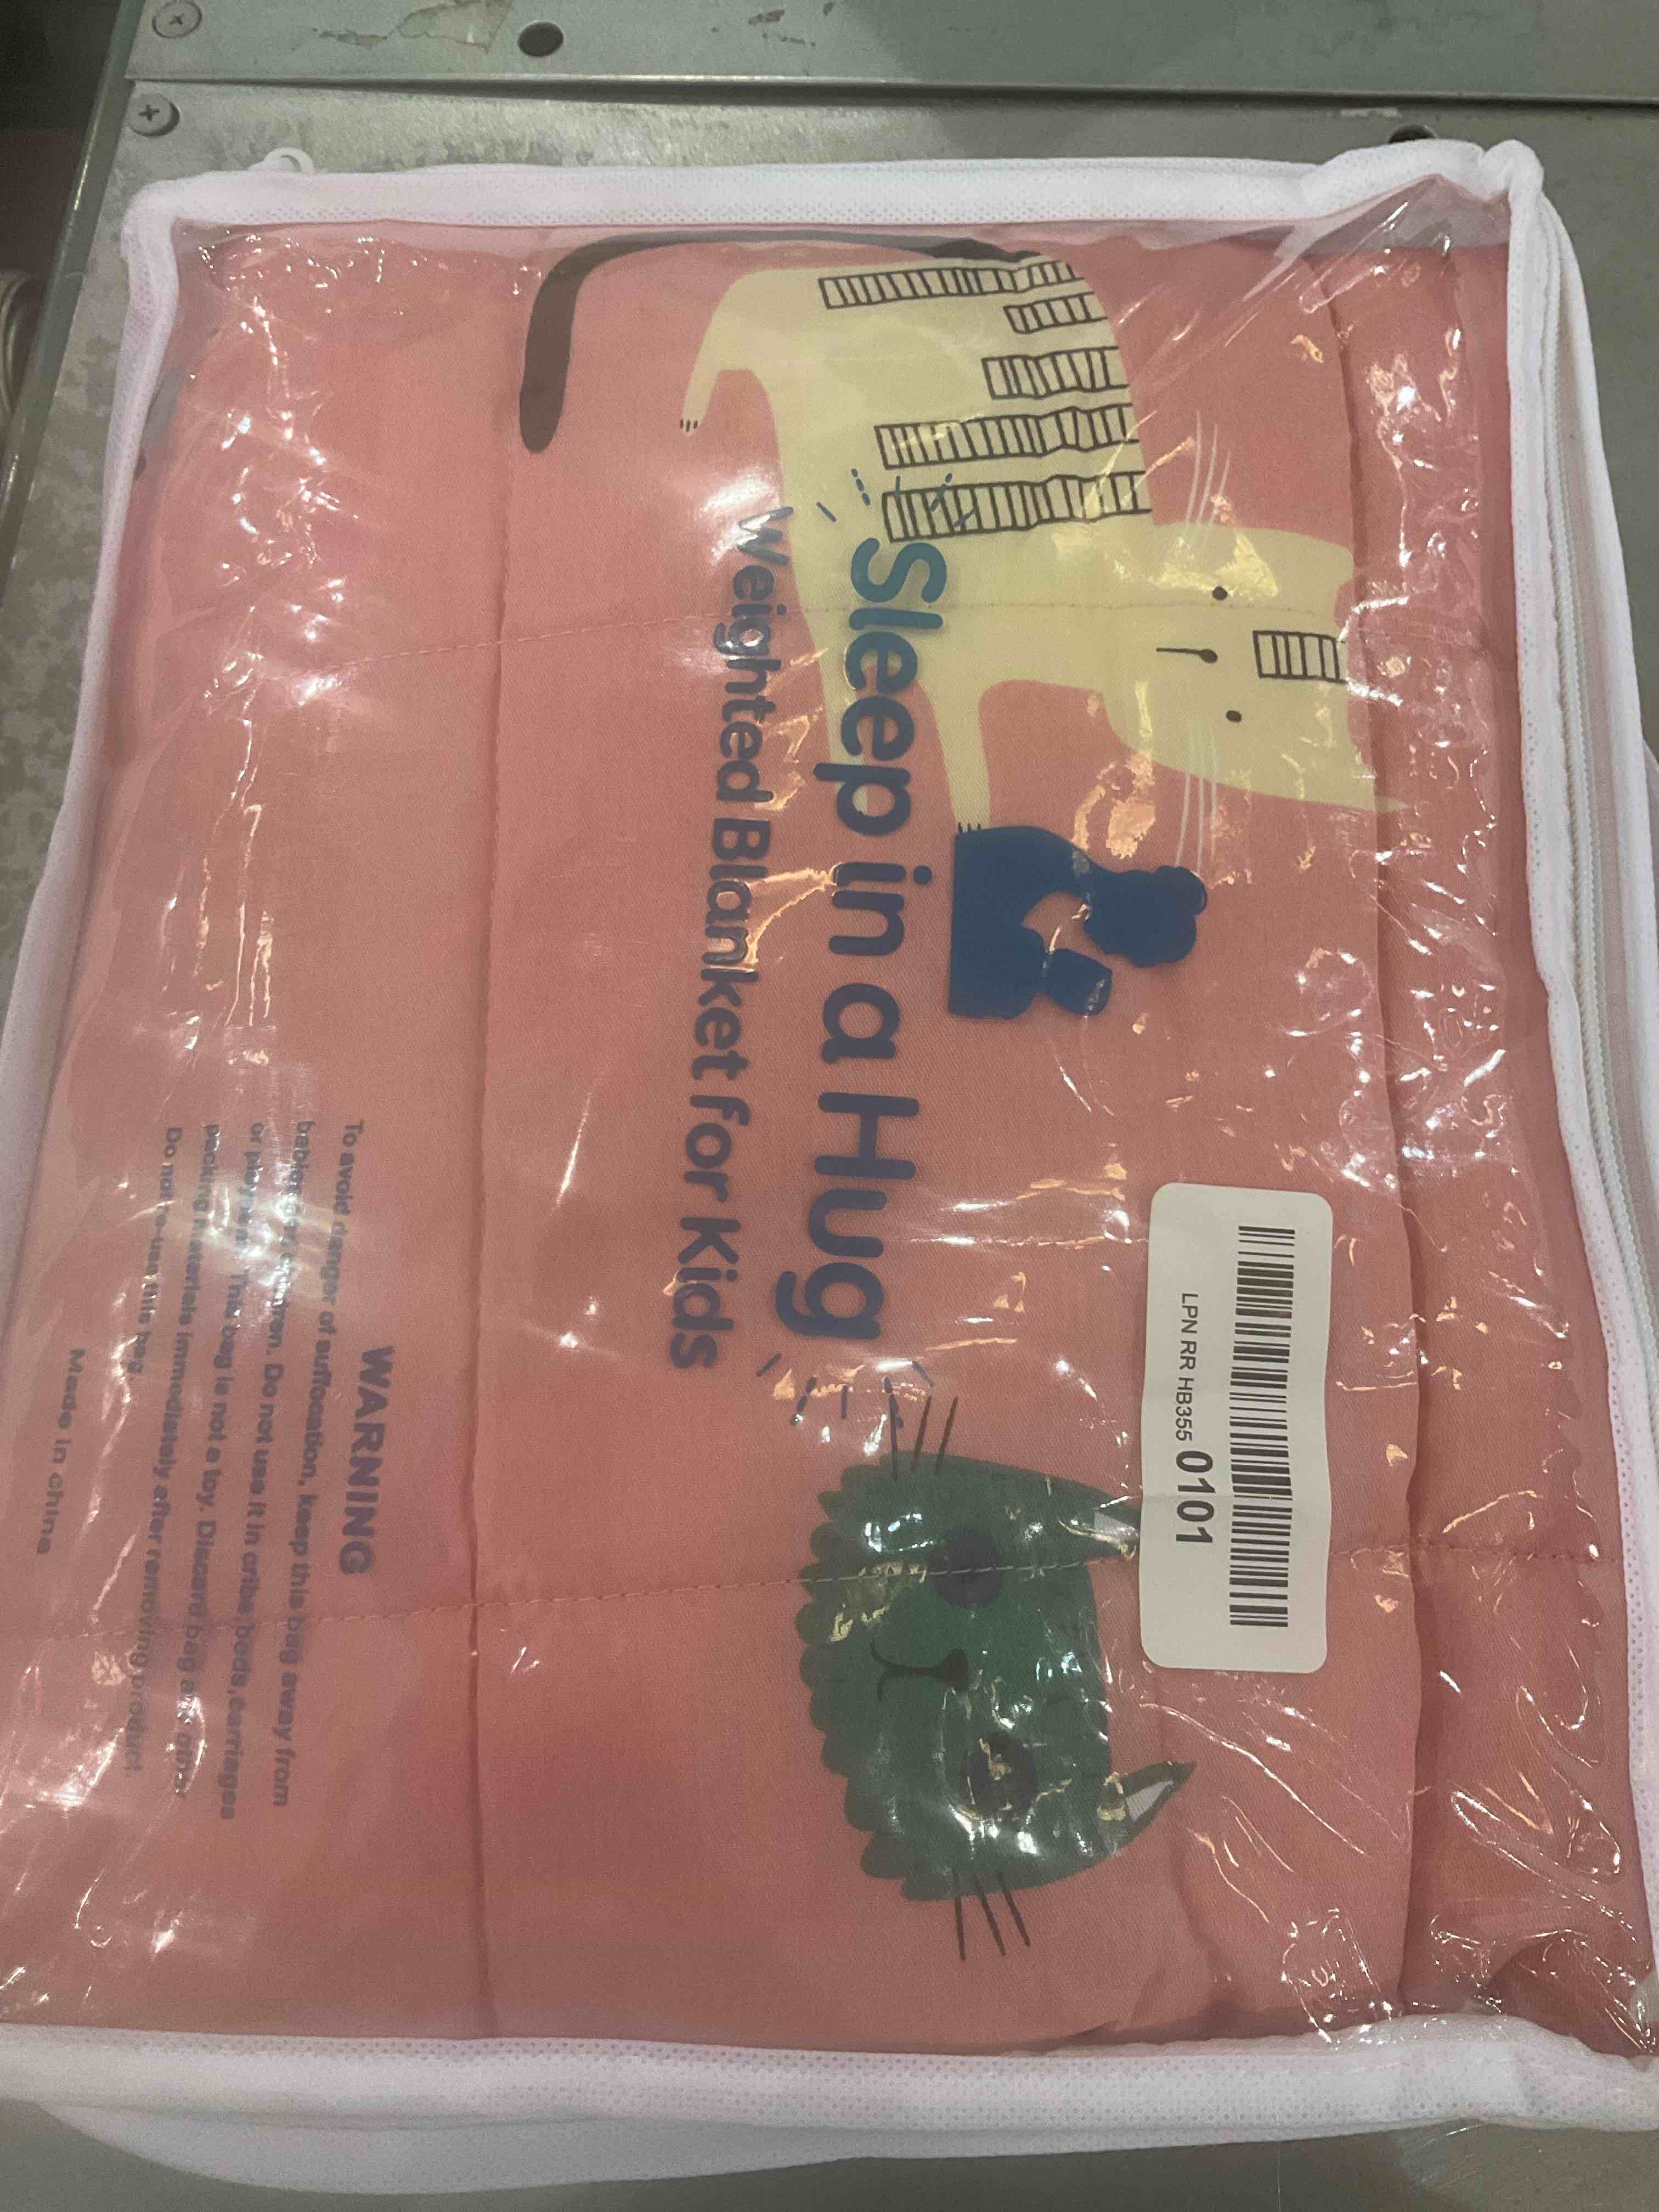 Sleep in a Hug
Weighted Blanket for Kids
LPN RR HB355 0101
WARNING
To avoid danger of suffocation, keep this bag away from
babies and children. Do not use it in cribs, beds, carriages
or playpens. This bag is not a toy. Discard bag and other
packing materials immediately after removing product.
Do not re-use this bag.
Made in china